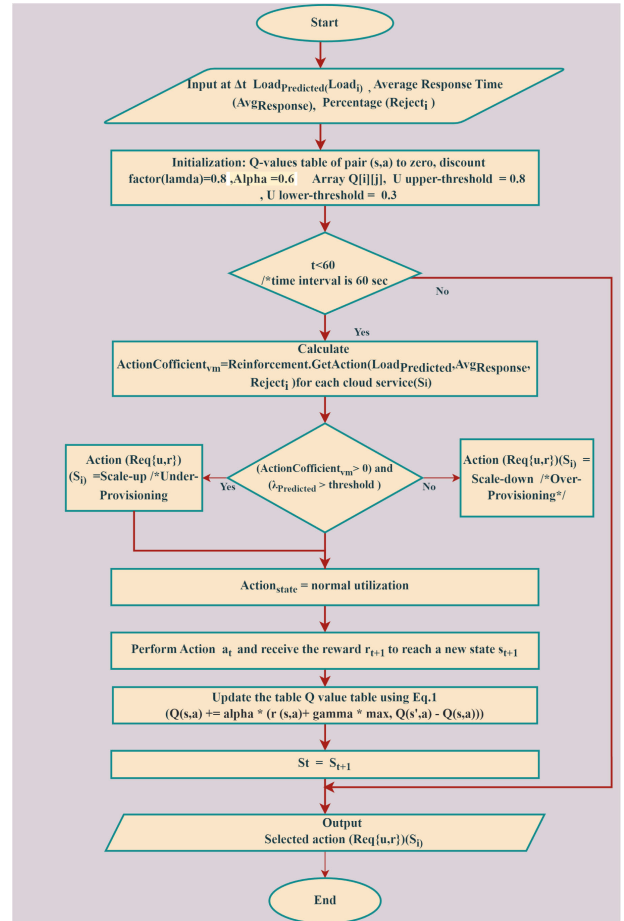 Start
Input at Δt Load_Predicted(Load_i) , Average Response Time
(Avg_Response), Percentage (Reject_i )
Initialization: Q-values table of pair (s,a) to zero, discount
factor(lamda)=0.8 ,Alpha =0.6 Array Q[i][j], U upper-threshold = 0.8
, U lower-threshold = 0.3
t<60
/*time interval is 60 sec
No
Yes
Calculate
ActionCofficient_vm=Reinforcement.GetAction(Load_Predicted,Avg_Response,
Reject_i )for each cloud service(Si)
Action (Req{u,r})
(S_i) =Scale-up /*Under-
Provisioning
Yes
(ActionCoefficient_vm> 0) and
(λ_Predicted > threshold )
No
Action (Req{u,r})(S_i) =
Scale-down /*Over-
Provisioning*/
Action_state = normal utilization
Perform Action a_t and receive the reward r_t+1 to reach a new state s_t+1
Update the table Q value table using Eq.1
(Q(s,a) += alpha * (r (s,a)+ gamma * max, Q(s',a) - Q(s,a)))
St = S_t+1
Output
Selected action (Req{u,r})(S_i)
End